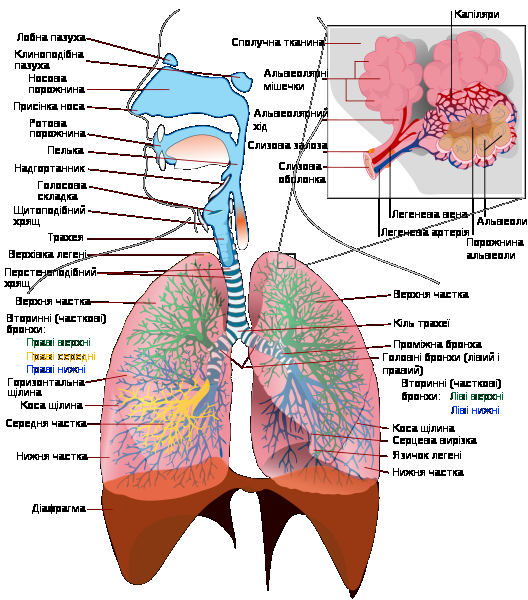 Лобна пазуха
Клиноподібна
пазуха
Носова
порожнина
Присінка носа
Ротова
порожнина
Пелька
Надгортанник
Голосова
складка
Щитоподібний
хрящ
Трахея
Верхівка легені
Перстенеподібний
хрящ
Верхня частка
Вторинні (часткові)
бронхи:
Праві верхні
Праві середні
Праві нижні
Горизонтальна
щілина
Коса щілина
Середня частка
Нижня частка
Діафрагма
Капіляри
Сполучна тканина
Альвеолярні
мішечки
Альвеолярний
хід
Слизова залоза
Слизова
оболонка
Легенева вена
Легенева артерія
Альвеоли
Порожнина
альвеоли
Верхня частка
Кіль трахеї
Проміжна бронха
Головні бронхи (лівий і
правий)
Вторинні (часткові)
бронхи: Ліві верхні
Ліві нижні
Коса щілина
Серцева вирізка
Язичок легені
Нижня частка